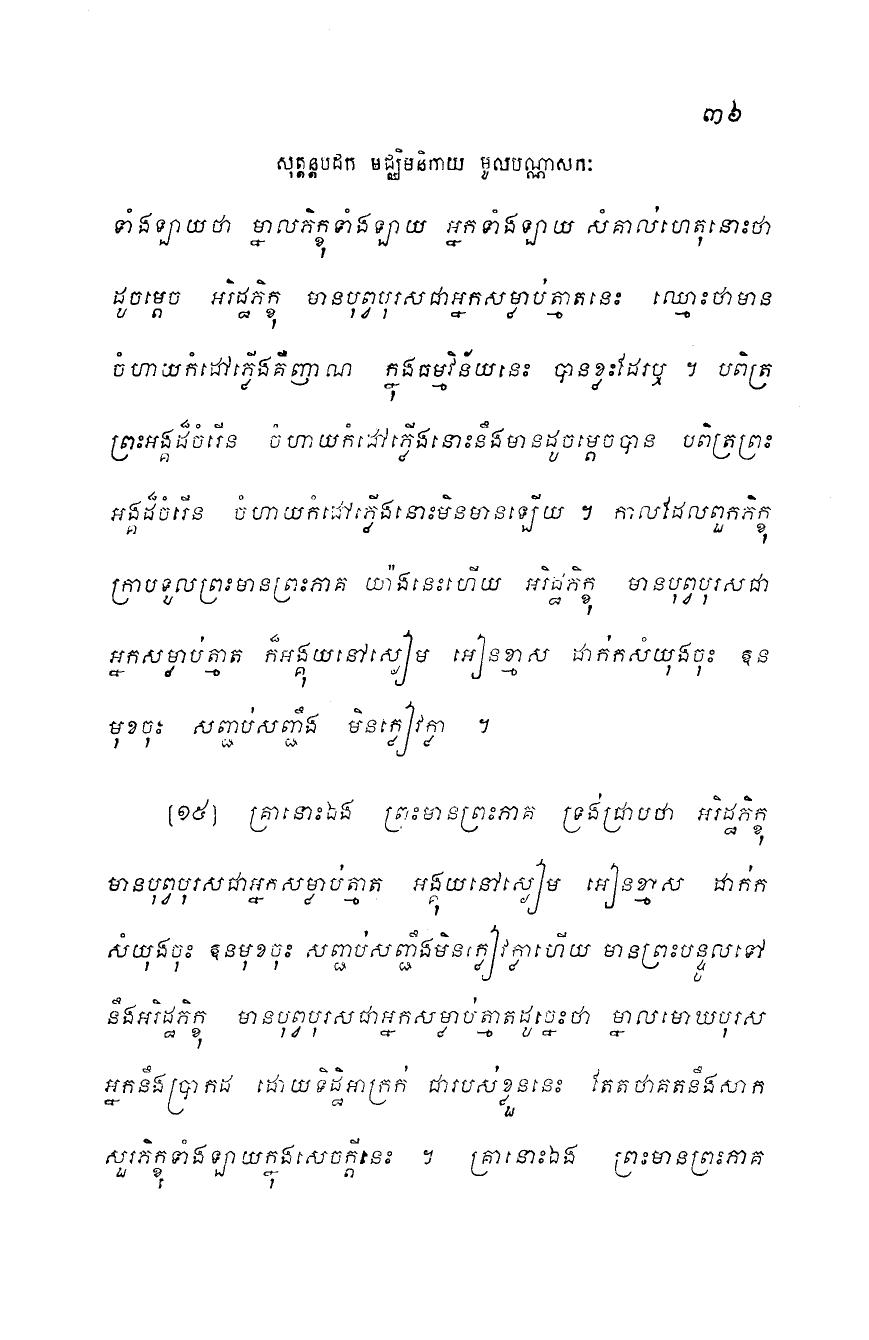 ៣៦
សុត្តន្តបិដក មជ្ឈិមនិកាយ មូលបណ្ណាសកៈ
ទាំងឡាយថា ម្នាលភិក្ខុទាំងឡាយ អ្នកទាំងឡាយ សំគាល់ហេតុនោះថា
ដូចម្តេច អរិដ្ឋភិក្ខុ មានបុព្វបុរសជាអ្នកសម្លាប់ត្មាតនេះ ឈ្មោះថាមាន
ចំហាយកំដៅភ្លើងគឺញាណ ក្នុងធម្មវិន័យនេះ បានខ្លះដែរឬ ។ បពិត្រ
ព្រះអង្គដ៏ចំរើន ចំហាយកំដៅភ្លើងនោះនឹងមានដូចម្តេចបាន បពិត្រព្រះ
អង្គដ៏ចំរើន ចំហាយកំដៅភ្លើងនោះមិនមានឡើយ ។ កាលដែលពួកភិក្ខុ
ក្រាបទូលព្រះមានព្រះភាគ យ៉ាងនេះហើយ អរិដ្ឋភិក្ខុ មានបុព្វបុរសជា
អ្នកសម្លាប់ត្មាត ក៏អង្គុយនៅស្ងៀម អៀនខ្មាស ដាក់កសំយុងចុះ ឱន
មុខចុះ សញ្ជប់សញ្ជឹង មិនក្លៀវក្លា ។
[១៥] គ្រានោះឯង ព្រះមានព្រះភាគ ទ្រង់ជ្រាបថា អរិដ្ឋភិក្ខុ
មានបុព្វបុរសជាអ្នកសម្លាប់ត្មាត អង្គុយនៅស្ងៀម អៀនខ្មាស ដាក់ក
សំយុងចុះ ឱនមុខចុះ សញ្ជប់សញ្ជឹងមិនក្លៀវក្លាហើយ មានព្រះបន្ទូលទៅ
នឹងអរិដ្ឋភិក្ខុ មានបុព្វបុរសជាអ្នកសម្លាប់ត្មាតដូច្នេះថា ម្នាលមោឃបុរស
អ្នកនឹងប្រាកដ ដោយទិដ្ឋិអាក្រក់ ជារបស់ខ្លួននេះ តែតថាគតនឹងសាក
សួរភិក្ខុទាំងឡាយក្នុងសេចក្តីនេះ ។ គ្រានោះឯង ព្រះមានព្រះភាគ